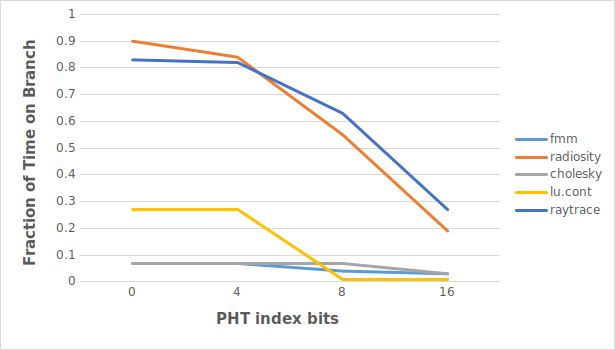 1
0.9
0.8
0.7
0.6
0.5
0.4
0.3
0.2
0.1
0
Fraction of Time on Branch
0 4 8 16
PHT index bits
fmm
radiosity
cholesky
lu.cont
raytrace